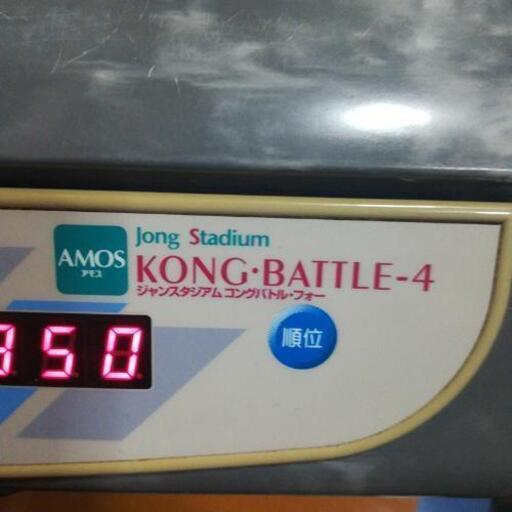 Jong Stadium
AMOS
アモス
KONG·BATTLE-4
ジャンスタジアム コングバトル・フォー
350
順位